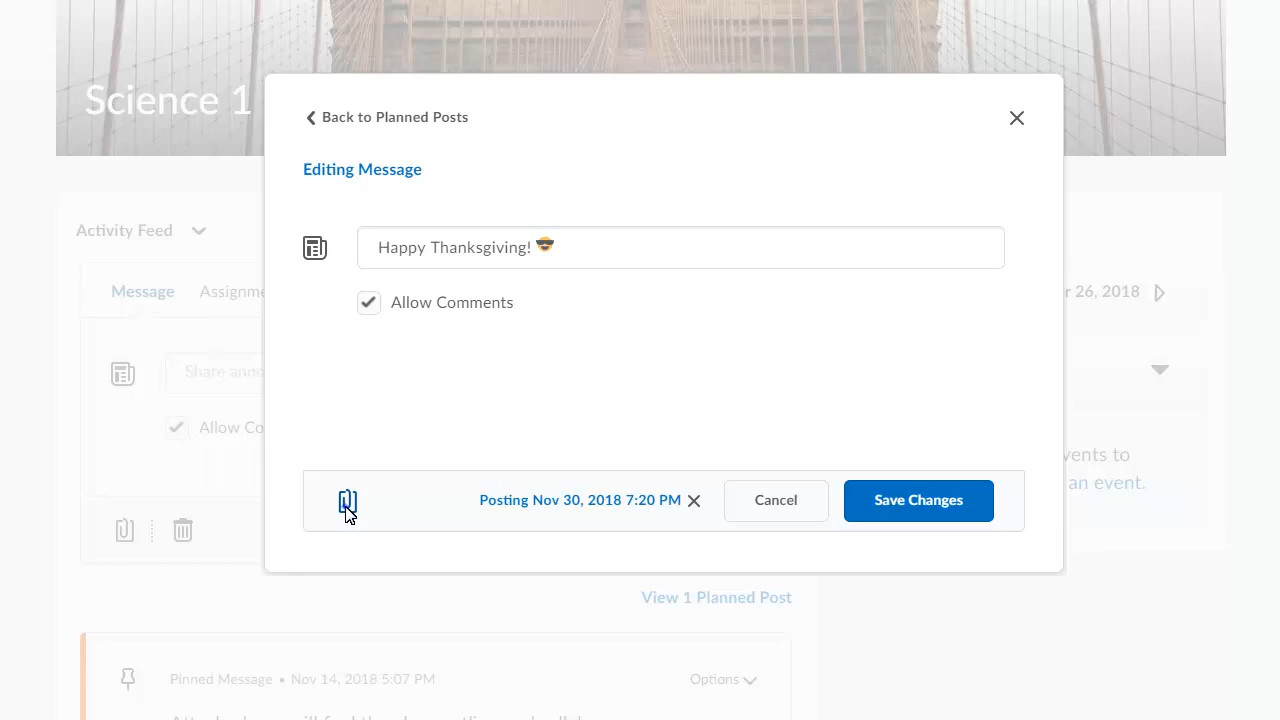 Science 1
Back to Planned Posts
Editing Message
Activity Feed
Happy Thanksgiving! 😎
Message Assignme
r 26, 2018
Allow Comments
Share anno
Allow Co
vents to
an event.
Posting Nov 30, 2018 7:20 PM
Cancel
Save Changes
View 1 Planned Post
Pinned Message • Nov 14, 2018 5:07 PM
Options